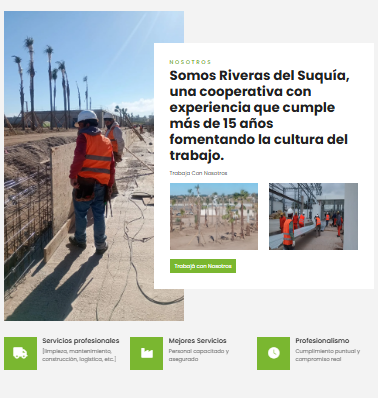 NOSOTROS
Somos Riveras del Suquía,
una cooperativa con
experiencia que cumple
más de 15 años
fomentando la cultura del
trabajo.
Trabaja Con Nosotros
Trabajá con Nosotros
Servicios profesionales
[limpieza, mantenimiento,
construcción, logística, etc.]
Mejores Servicios
Personal capacitado y
asegurado
Profesionalismo
Cumplimiento puntual y
compromiso real